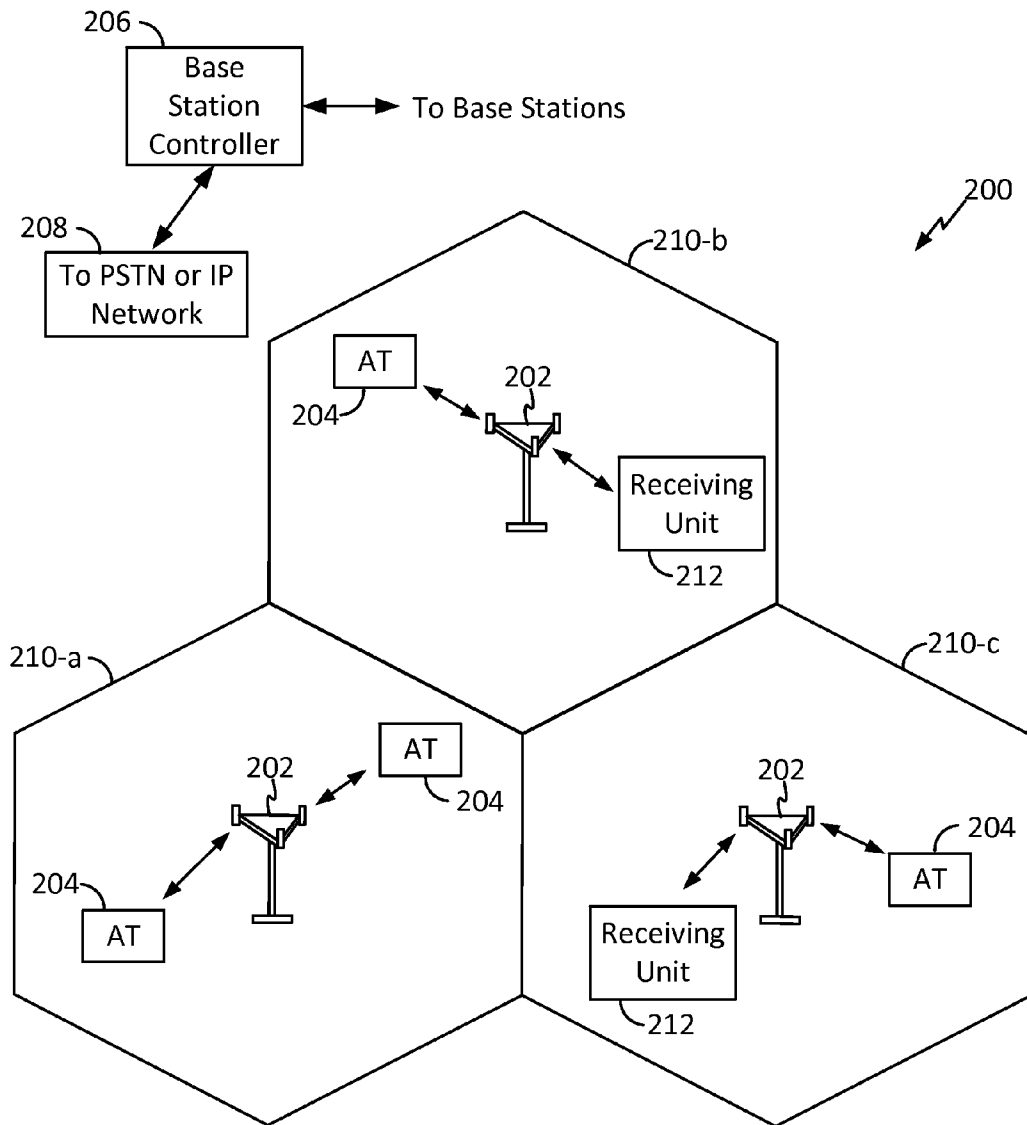 206
Base
Station
Controller
To Base Stations
200
208
To PSTN or IP
Network
210-b
AT
204
202
Receiving
Unit
212
210-a
210-c
AT
204
202
204
AT
202
204
AT
Receiving
Unit
212